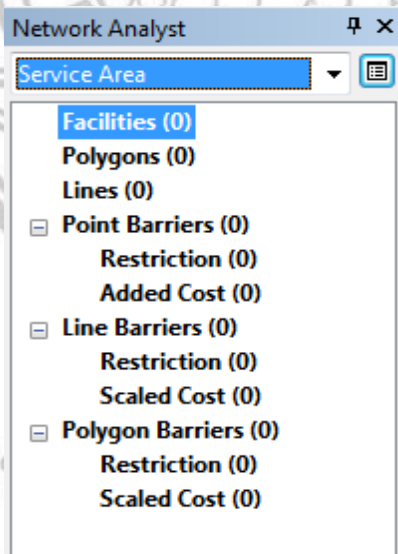 Network Analyst
Service Area
Facilities (0)
Polygons (0)
Lines (0)
Point Barriers (0)
Restriction (0)
Added Cost (0)
Line Barriers (0)
Restriction (0)
Scaled Cost (0)
Polygon Barriers (0)
Restriction (0)
Scaled Cost (0)